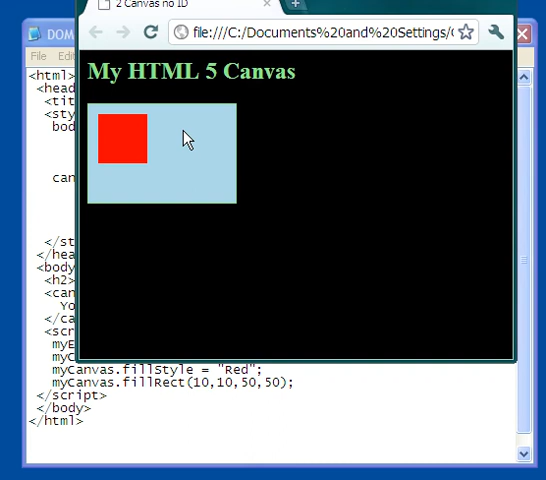 2 Canvas no ID
DOM
file:///C:/Documents%20and%20Settings/
File Edit
My HTML 5 Canvas
<html>
<head
<tit
<sty
body
can
</st
</hea
<body
<h2>
<can
Yo
</ca
<scr
myE
myC
myCanvas.fillStyle = "Red";
myCanvas.fillRect(10,10,50,50);
</script>
</body>
</html>